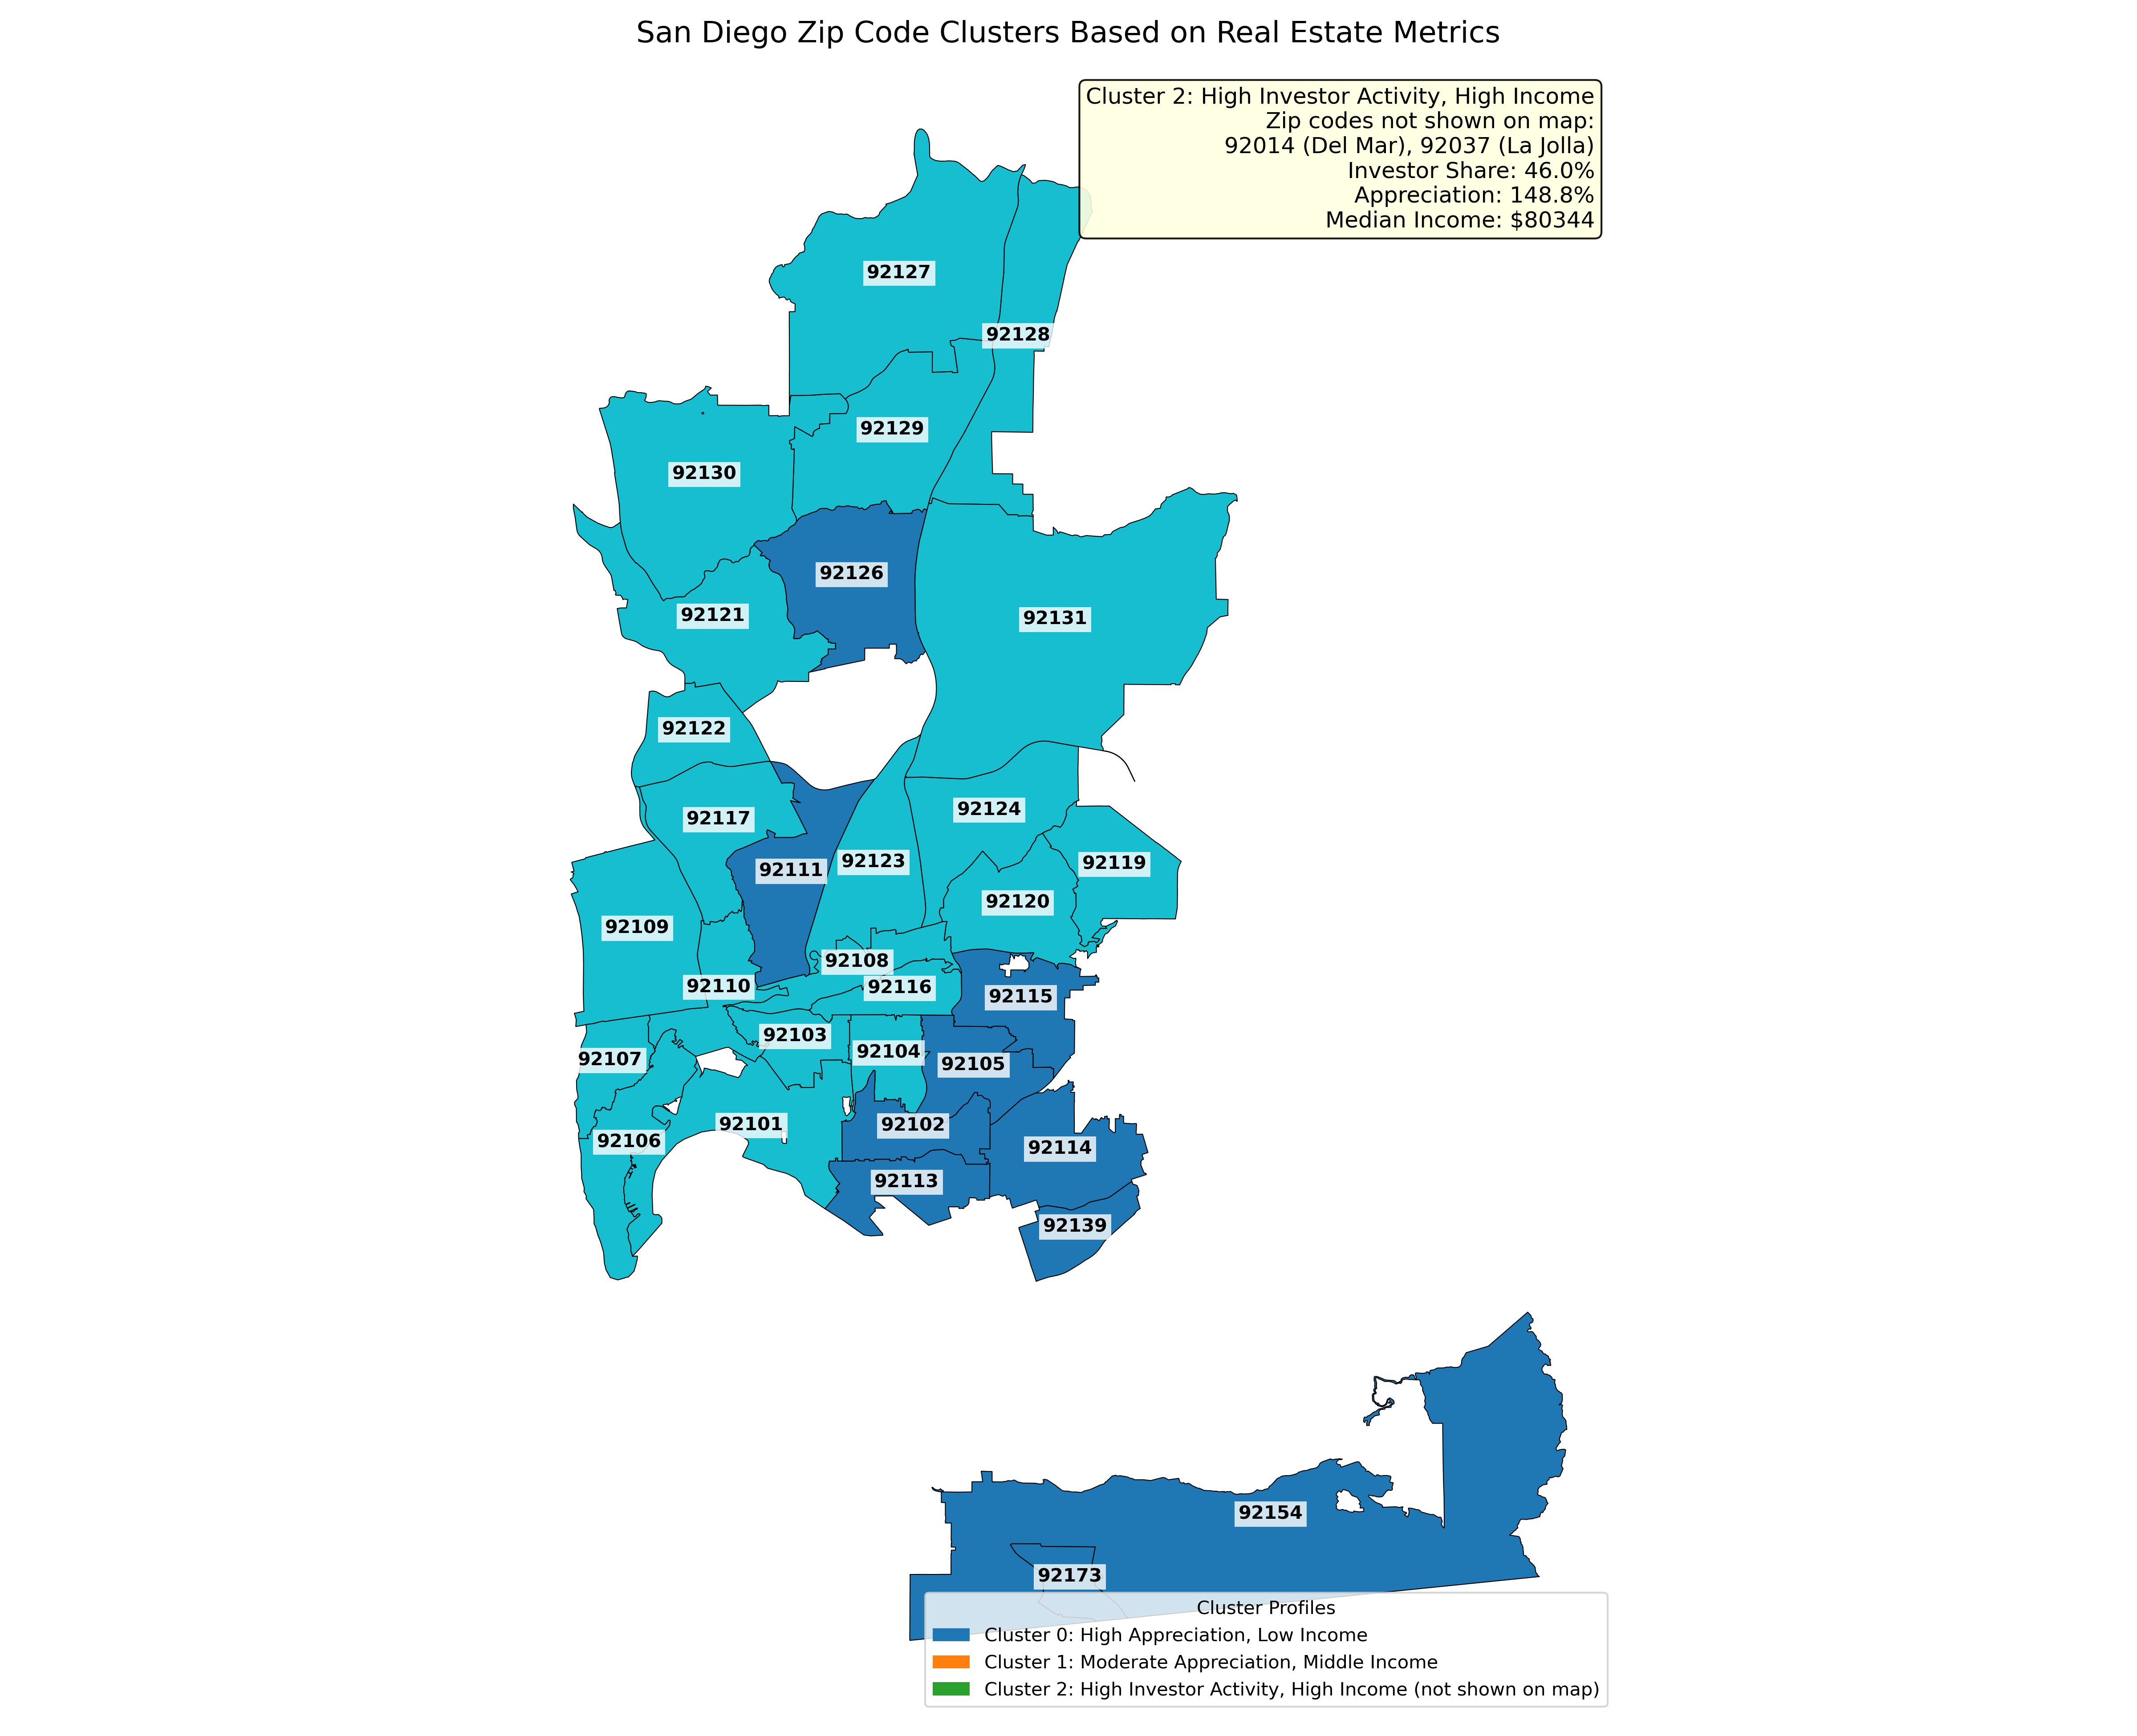 San Diego Zip Code Clusters Based on Real Estate Metrics
Cluster 2: High Investor Activity, High Income
Zip codes not shown on map:
92014 (Del Mar), 92037 (La Jolla)
Investor Share: 46.0%
Appreciation: 148.8%
Median Income: $80344
92127
92128
92129
92130
92126
92121
92131
92122
92124
92117
92123
92119
92111
92120
92109
92108
92110
92116
92115
92103
92104
92107
92105
92101
92102
92106
92114
92113
92139
92154
92173
Cluster Profiles
Cluster 0: High Appreciation, Low Income
Cluster 1: Moderate Appreciation, Middle Income
Cluster 2: High Investor Activity, High Income (not shown on map)